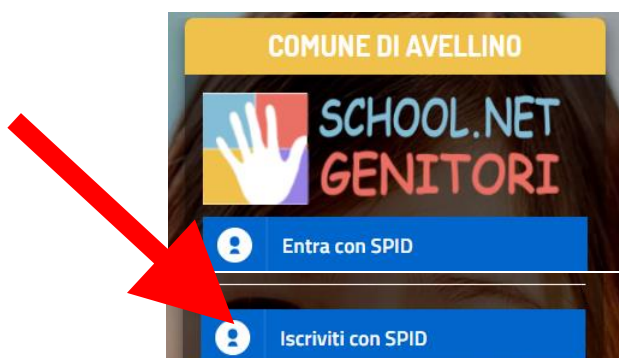 COMUNE DI AVELLINO
SCHOOL.NET
GENITORI
Entra con SPID
Iscriviti con SPID